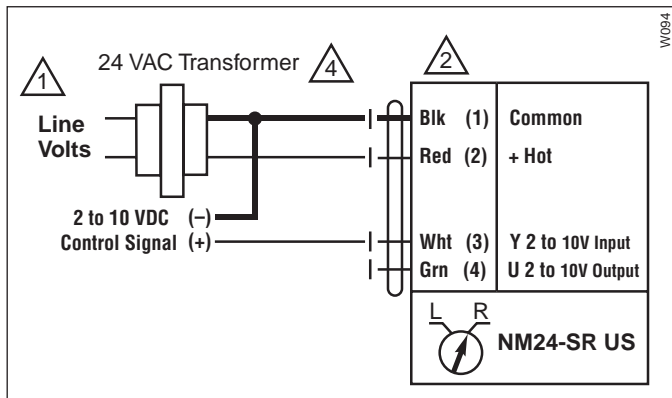 W094
1
24 VAC Transformer
4
2
Line
Volts
Blk (1) Common
Red (2) + Hot
2 to 10 VDC (–)
Control Signal (+)
Wht (3) Y 2 to 10V Input
Grn (4) U 2 to 10V Output
L R
NM24-SR US